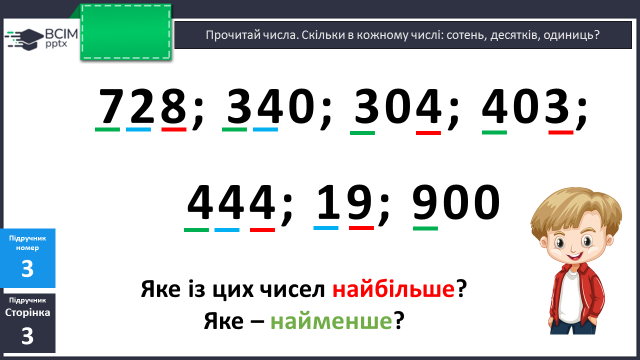 BCIM
pptx
Прочитай числа. Скільки в кожному числі: сотень, десятків, одиниць?
728; 340; 304; 403;
444; 19; 900
Підручник
номер
3
Підручник
Сторінка
3
Яке із цих чисел найбільше?
Яке – найменше?